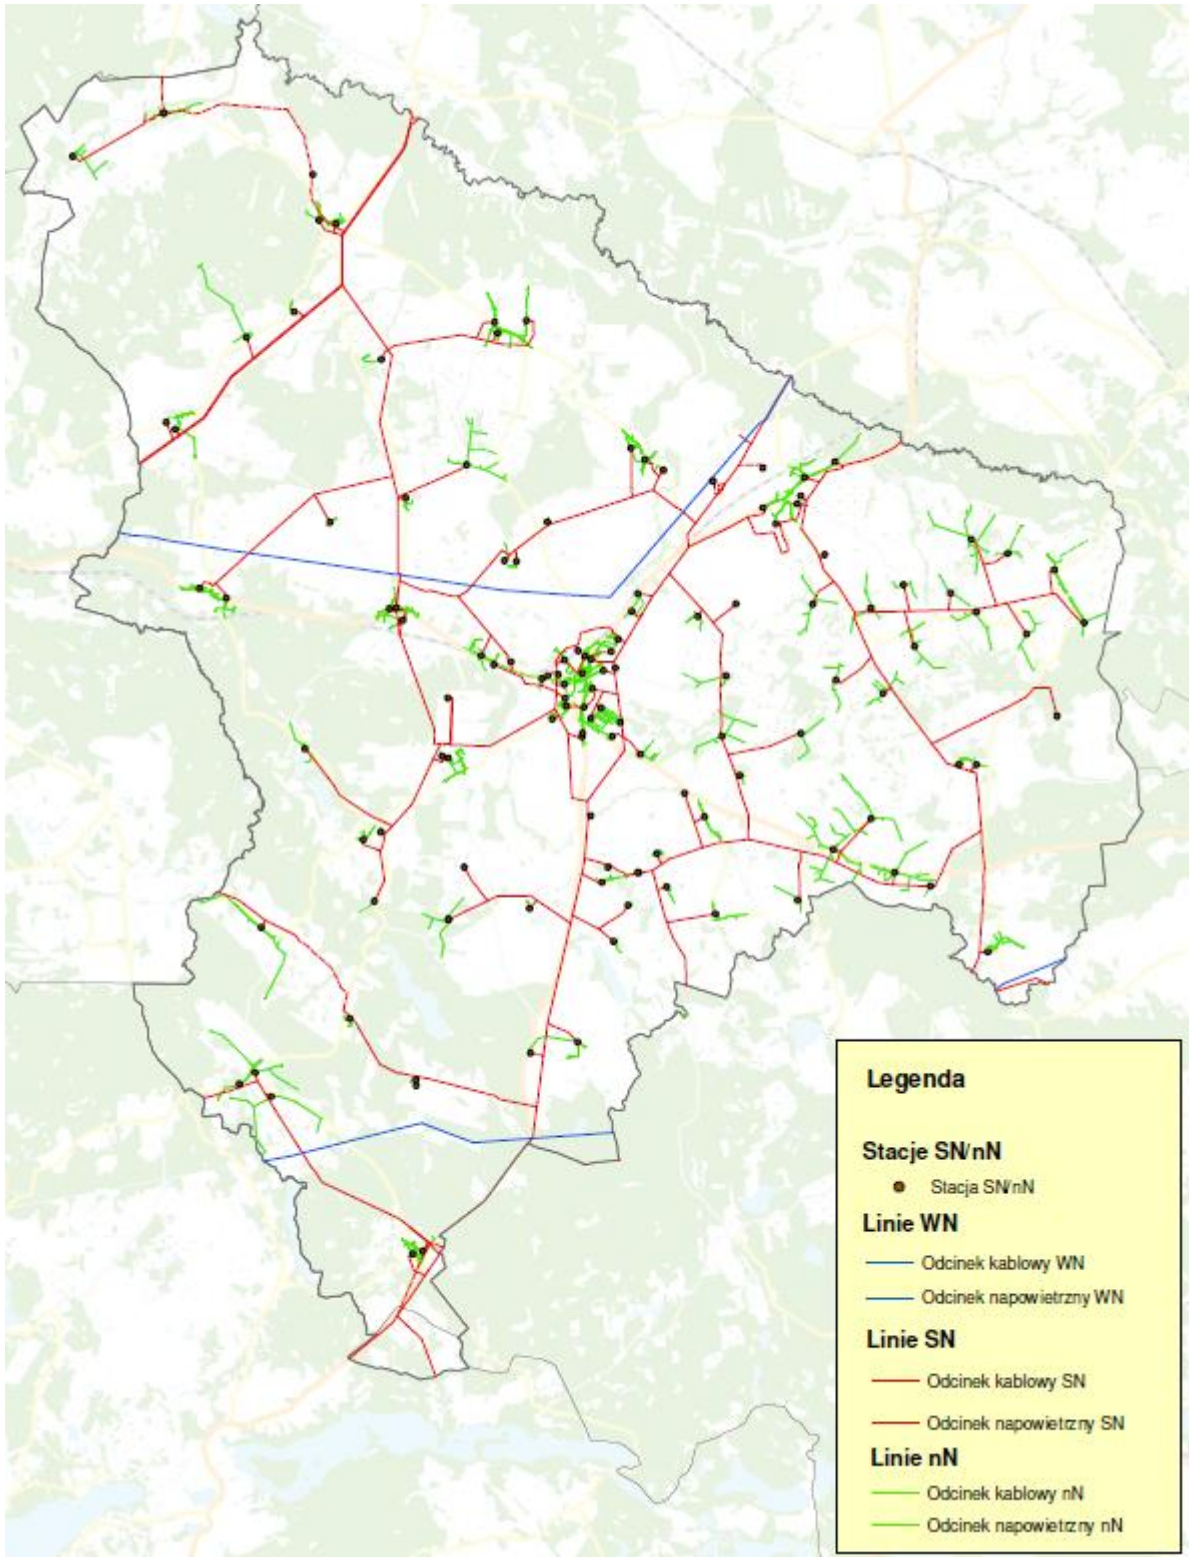 Legenda
Stacje SN/nN
Stacja SN/nN
Linie WN
Odcinek kablowy WN
Odcinek napowietrzny WN
Linie SN
Odcinek kablowy SN
Odcinek napowietrzny SN
Linie nN
Odcinek kablowy nN
Odcinek napowietrzny nN